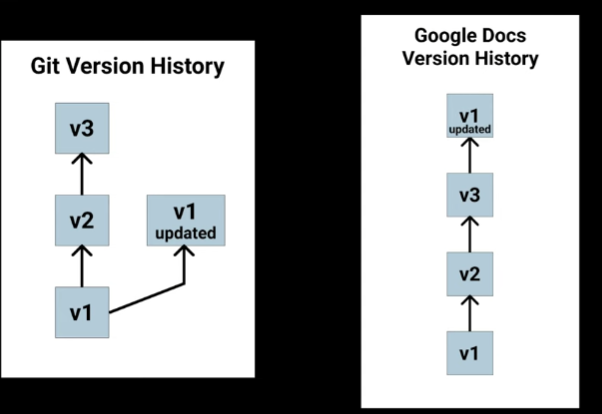 Git Version History
v3
v2
v1
updated
v1
Google Docs
Version History
v1
updated
v3
v2
v1